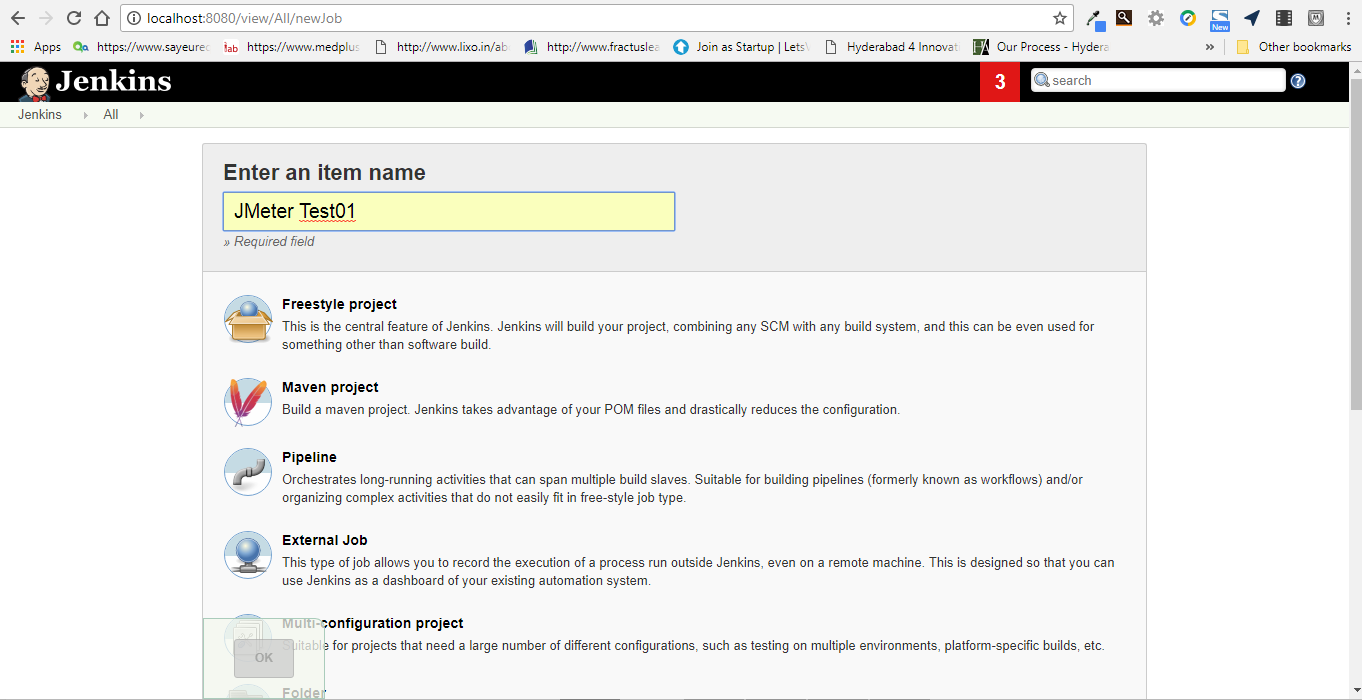 localhost:8080/view/All/newJob
New
Apps
https://www.sayeurec
fab
https://www.medplus
http://www.lixo.in/ab
http://www.fractuslea
Join as Startup | Lets
Hyderabad 4 Innovat
Our Process - Hydera
»
Other bookmarks
Jenkins
3
search
?
Jenkins
All
Enter an item name
JMeter Test01
» Required field
Freestyle project
This is the central feature of Jenkins. Jenkins will build your project, combining any SCM with any build system, and this can be even used for
something other than software build.
Maven project
Build a maven project. Jenkins takes advantage of your POM files and drastically reduces the configuration.
Pipeline
Orchestrates long-running activities that can span multiple build slaves. Suitable for building pipelines (formerly known as workflows) and/or
organizing complex activities that do not easily fit in free-style job type.
External Job
This type of job allows you to record the execution of a process run outside Jenkins, even on a remote machine. This is designed so that you can
use Jenkins as a dashboard of your existing automation system.
Multi-configuration project
Suitable for projects that need a large number of different configurations, such as testing on multiple environments, platform-specific builds, etc.
OK
Folder